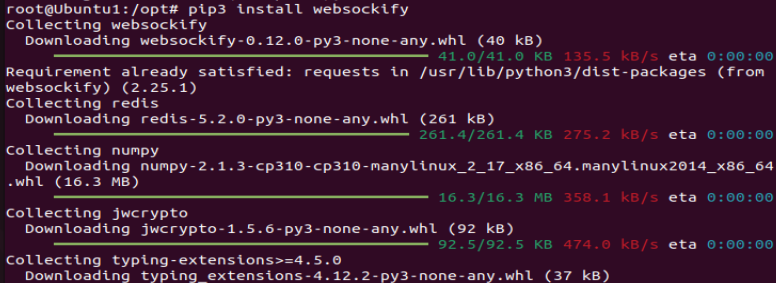 root@Ubuntu1:/opt# pip3 install websockify
Collecting websockify
  Downloading websockify-0.12.0-py3-none-any.whl (40 kB)
41.0/41.0 KB 135.5 kB/s eta 0:00:00
Requirement already satisfied: requests in /usr/lib/python3/dist-packages (from
websockify) (2.25.1)
Collecting redis
  Downloading redis-5.2.0-py3-none-any.whl (261 kB)
261.4/261.4 KB 275.2 kB/s eta 0:00:00
Collecting numpy
  Downloading numpy-2.1.3-cp310-cp310-manylinux_2_17_x86_64.manylinux2014_x86_64
.whl (16.3 MB)
16.3/16.3 MB 358.1 kB/s eta 0:00:00
Collecting jwcrypto
  Downloading jwcrypto-1.5.6-py3-none-any.whl (92 kB)
92.5/92.5 KB 474.0 kB/s eta 0:00:00
Collecting typing-extensions>=4.5.0
  Downloading typing_extensions-4.12.2-py3-none-any.whl (37 kB)